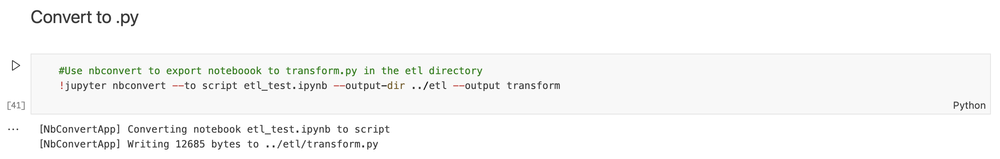 Convert to .py
#Use nbconvert to export noteboook to transform.py in the etl directory
!jupyter nbconvert --to script etl_test.ipynb --output-dir ../etl --output transform
[41]
Python
[NbConvertApp] Converting notebook etl_test.ipynb to script
[NbConvertApp] Writing 12685 bytes to ../etl/transform.py